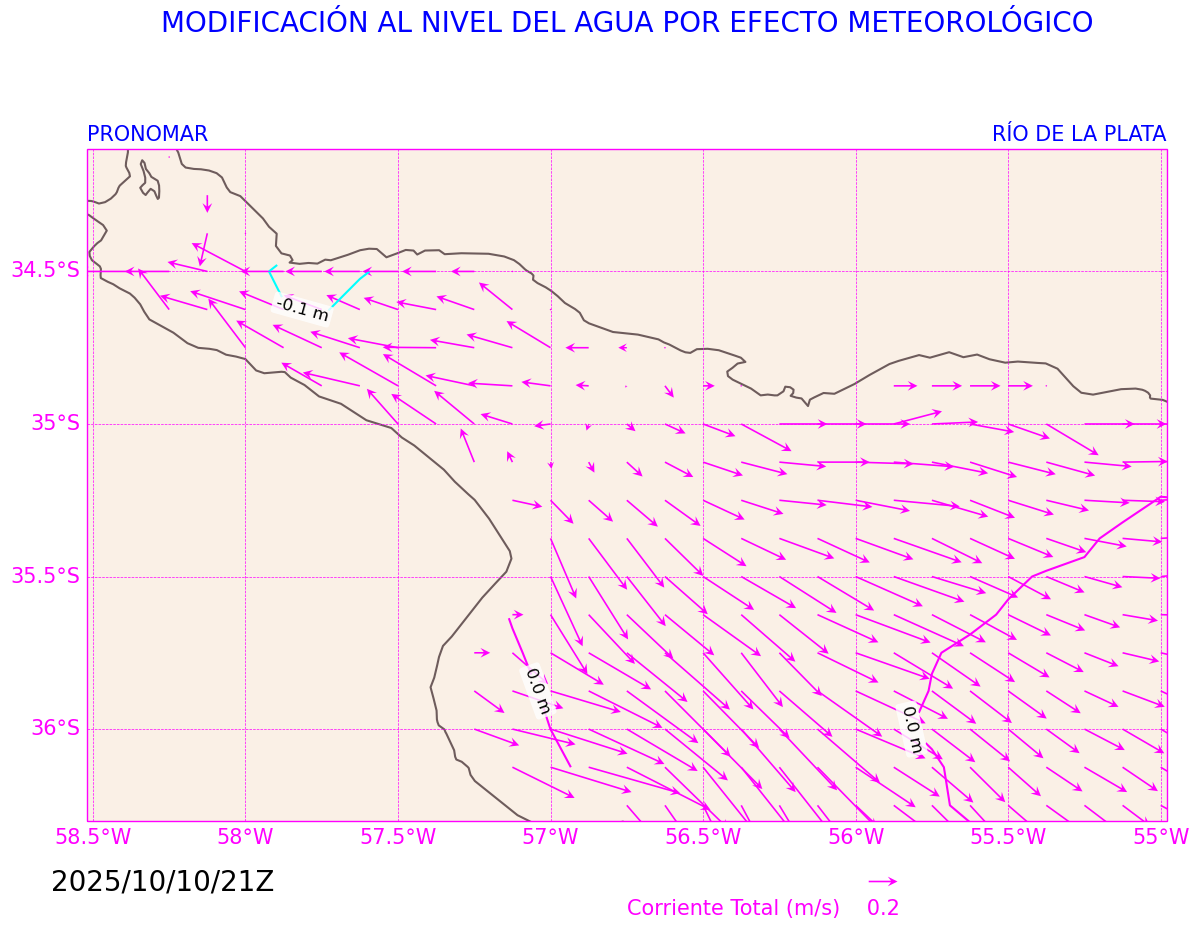 MODIFICACIÓN AL NIVEL DEL AGUA POR EFECTO METEOROLÓGICO
PRONOMAR RÍO DE LA PLATA
34.5°S
-0.1 m
35°S
35.5°S
0.0 m
0.0 m
36°S
58.5°W 58°W 57.5°W 57°W 56.5°W 56°W 55.5°W 55°W
2025/10/10/21Z
Corriente Total (m/s) 0.2